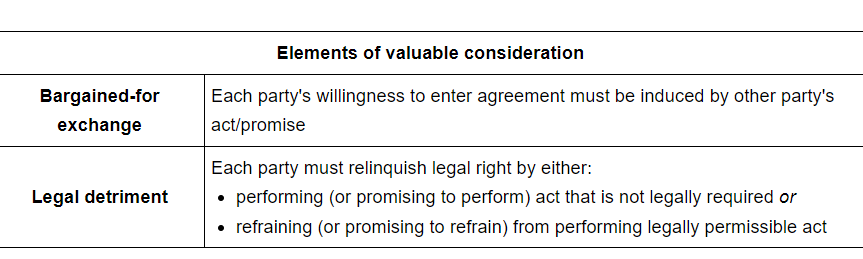 Elements of valuable consideration
Bargained-for
exchange
Each party's willingness to enter agreement must be induced by other party's
act/promise
Legal detriment
Each party must relinquish legal right by either:
• performing (or promising to perform) act that is not legally required or
• refraining (or promising to refrain) from performing legally permissible act